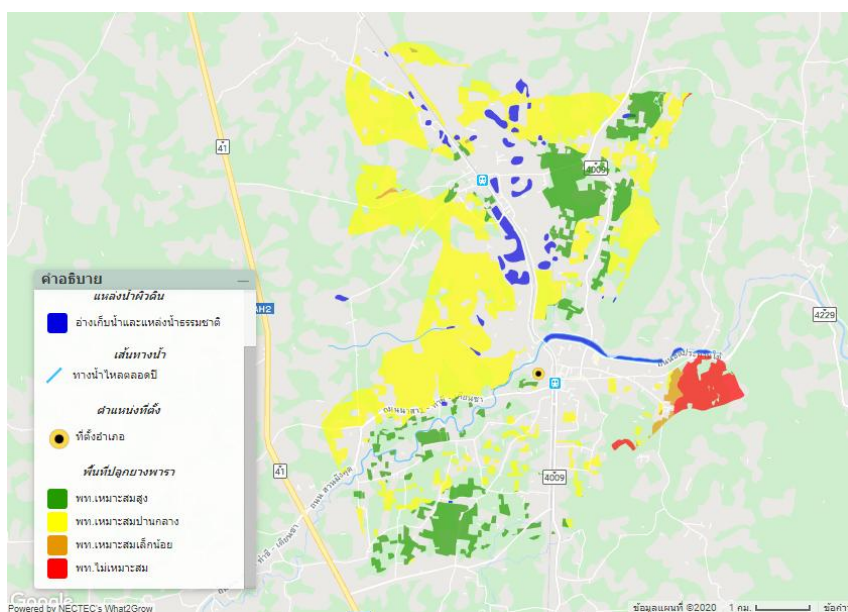 41
4009
4229
AH2
4009
41
คำอธิบาย
แหล่งน้ำผิวดิน
อ่างเก็บน้ำและแหล่งน้ำธรรมชาติ
เส้นทางน้ำ
ทางน้ำไหลตลอดปี
ตำแหน่งที่ตั้ง
ที่ตั้งอำเภอ
พื้นที่ปลูกยางพารา
พท.เหมาะสมสูง
พท.เหมาะสมปานกลาง
พท.เหมาะสมเล็กน้อย
พท.ไม่เหมาะสม
Google
Powered by NECTEC's What2Grow
ข้อมูลแผนที่ ©2020 1 กม. ข้อกำ